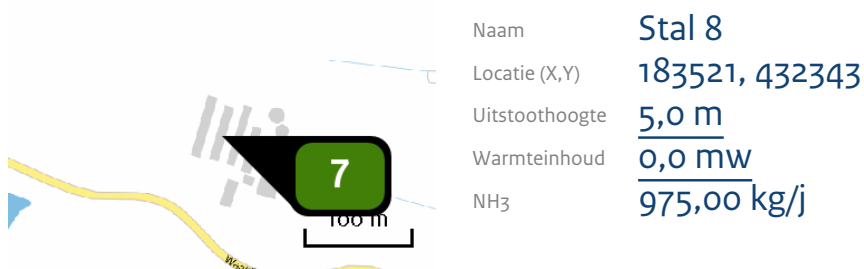 7
100 m
Naam Stal 8
Locatie (X,Y) 183521, 432343
Uitstoothoogte 5,0 m
Warmteinhoud 0,0 mw
NH3 975,00 kg/j